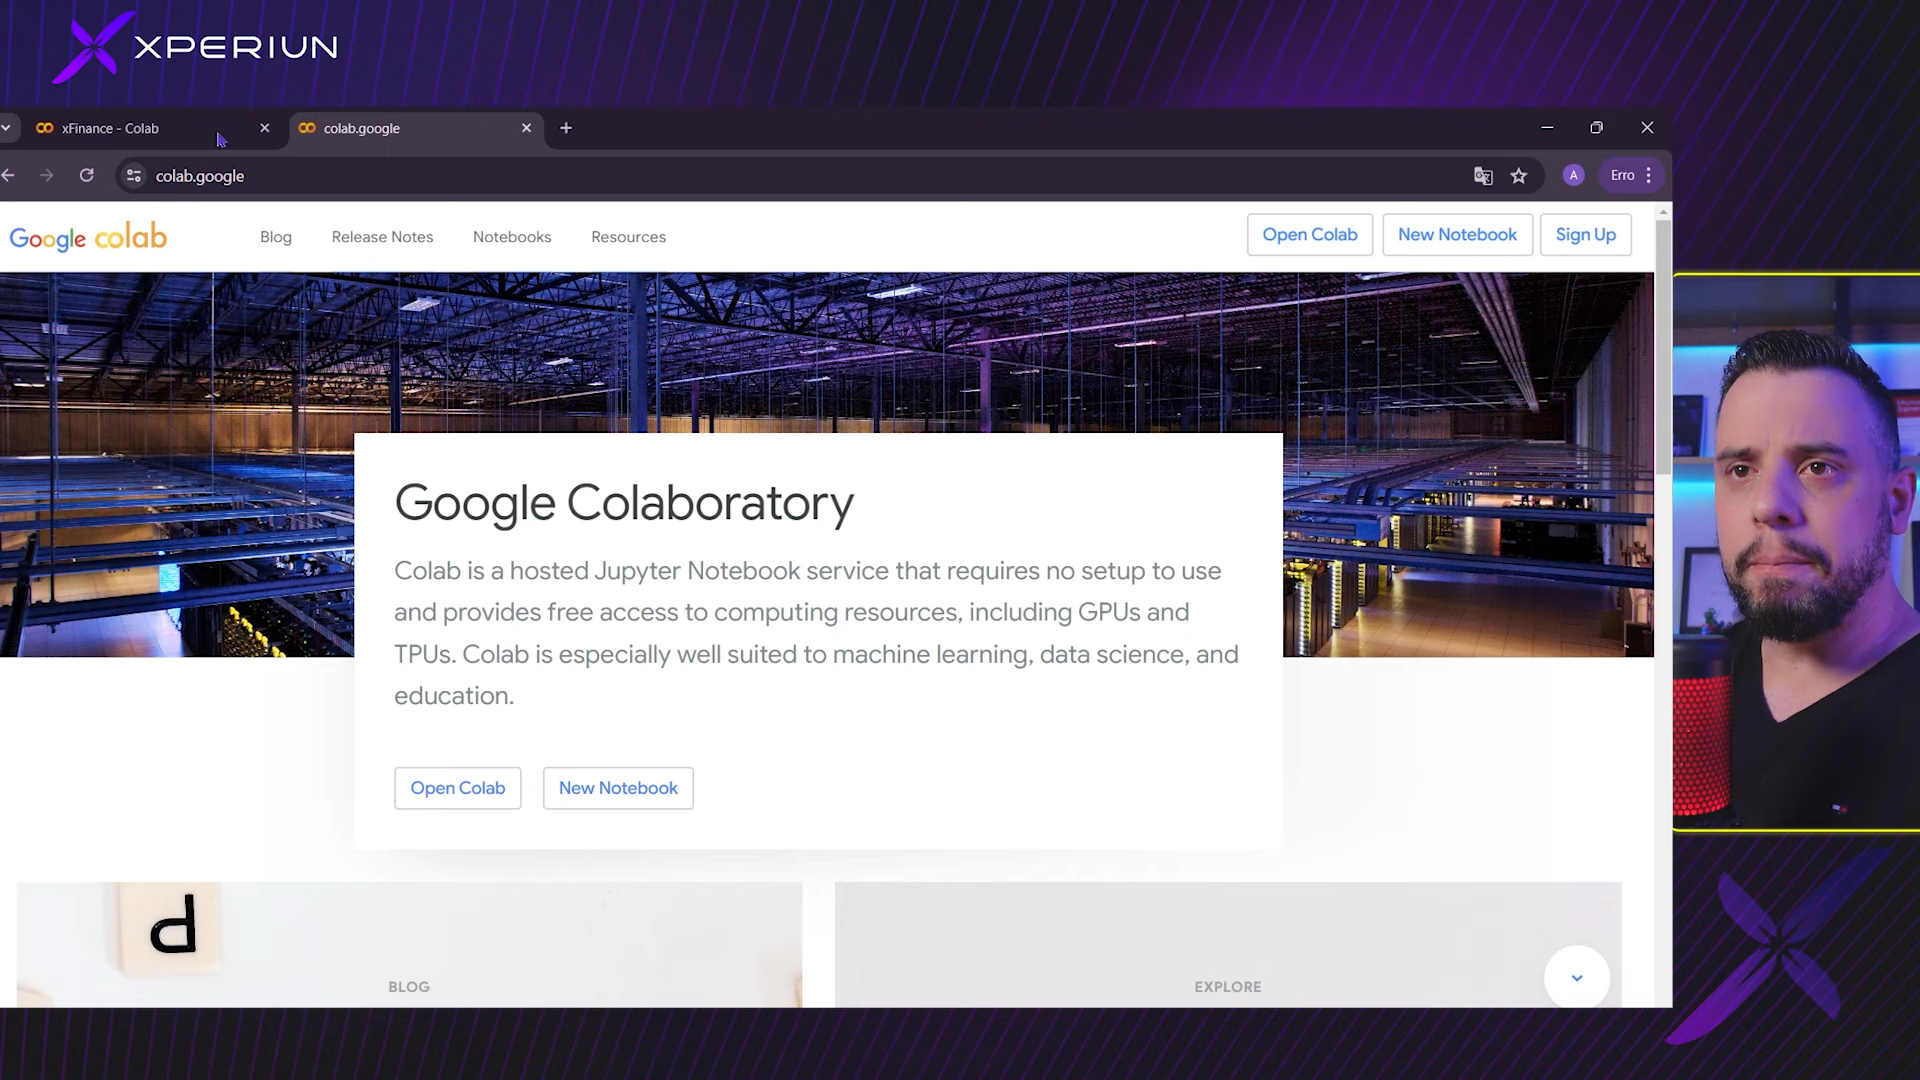 XPERIUN
xFinance - Colab
colab.google
colab.google
A
Erro
Google colab
Blog
Release Notes
Notebooks
Resources
Open Colab
New Notebook
Sign Up
Google Colaboratory
Colab is a hosted Jupyter Notebook service that requires no setup to use
and provides free access to computing resources, including GPUs and
TPUs. Colab is especially well suited to machine learning, data science, and
education.
Open Colab
New Notebook
d
BLOG
EXPLORE